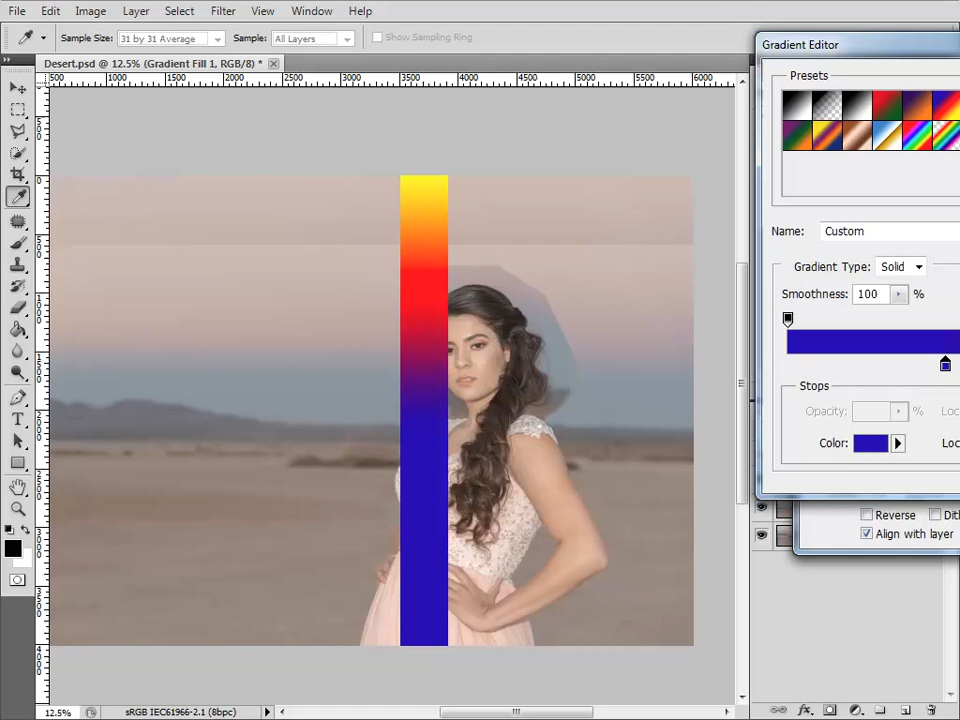 File Edit Image Layer Select Filter View Window Help
Sample Size: 31 by 31 Average Sample: All Layers Show Sampling Ring
Desert.psd @ 12.5% (Gradient Fill 1, RGB/8) *
500 1000 1500 2000 2500 3000 3500 4000 4500 5000 5500 6000
Gradient Editor
Presets
Name: Custom
Gradient Type: Solid
Smoothness: 100 %
Stops
Opacity: % Loc
Color: Loc
Reverse Dith
Align with layer
12.5% sRGB IEC61966-2.1 (8bpc)